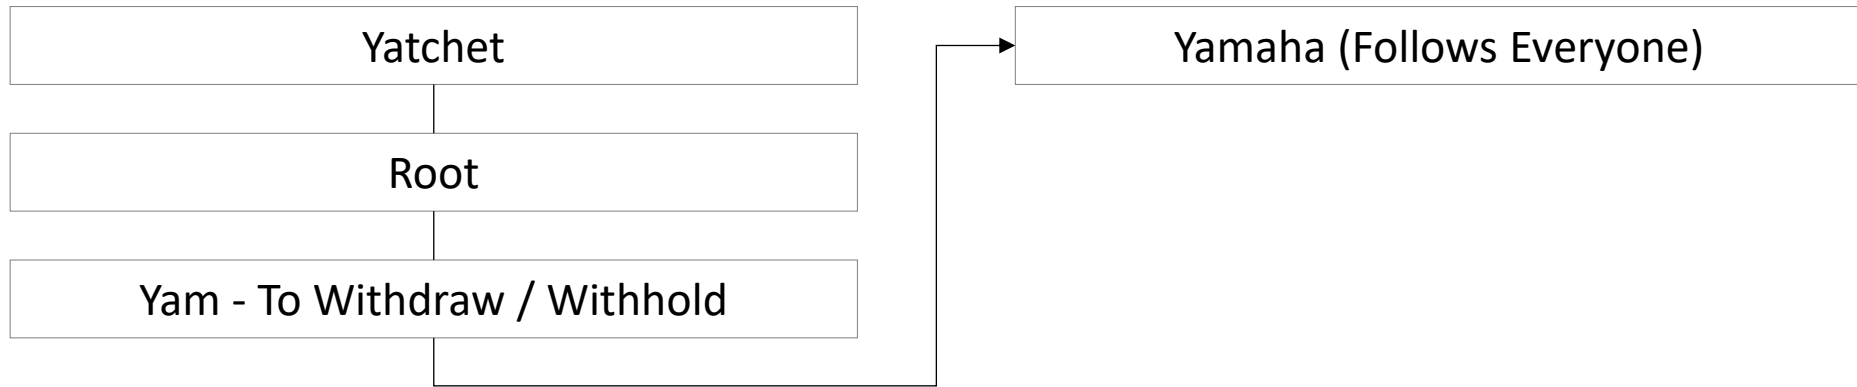 Yatchet
Root
Yam - To Withdraw / Withhold
Yamaha (Follows Everyone)